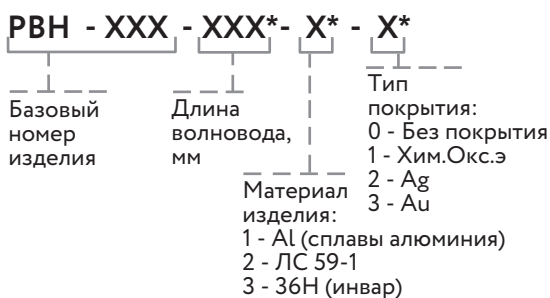 РВН - XXX - XXX*- X* - X*
Базовый
номер
изделия
Длина
волновода,
мм
Материал
изделия:
1 - Al (сплавы алюминия)
2 - ЛС 59-1
3 - 36Н (инвар)
Тип
покрытия:
0 - Без покрытия
1 - Хим.Окс.э
2 - Ag
3 - Au